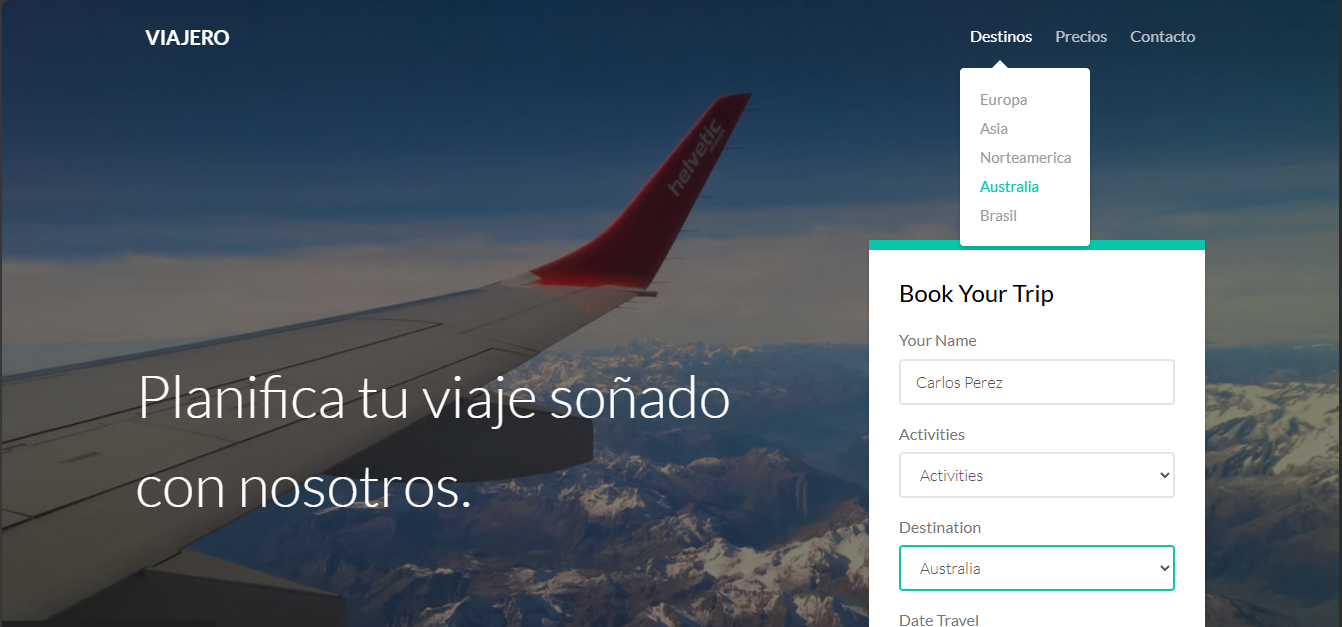 VIAJERO
Destinos Precios Contacto
Europa
Asia
Norteamerica
Australia
Brasil
helvetic
Planifica tu viaje soñado
con nosotros.
Book Your Trip
Your Name
Carlos Perez
Activities
Activities
Destination
Australia
Date Travel